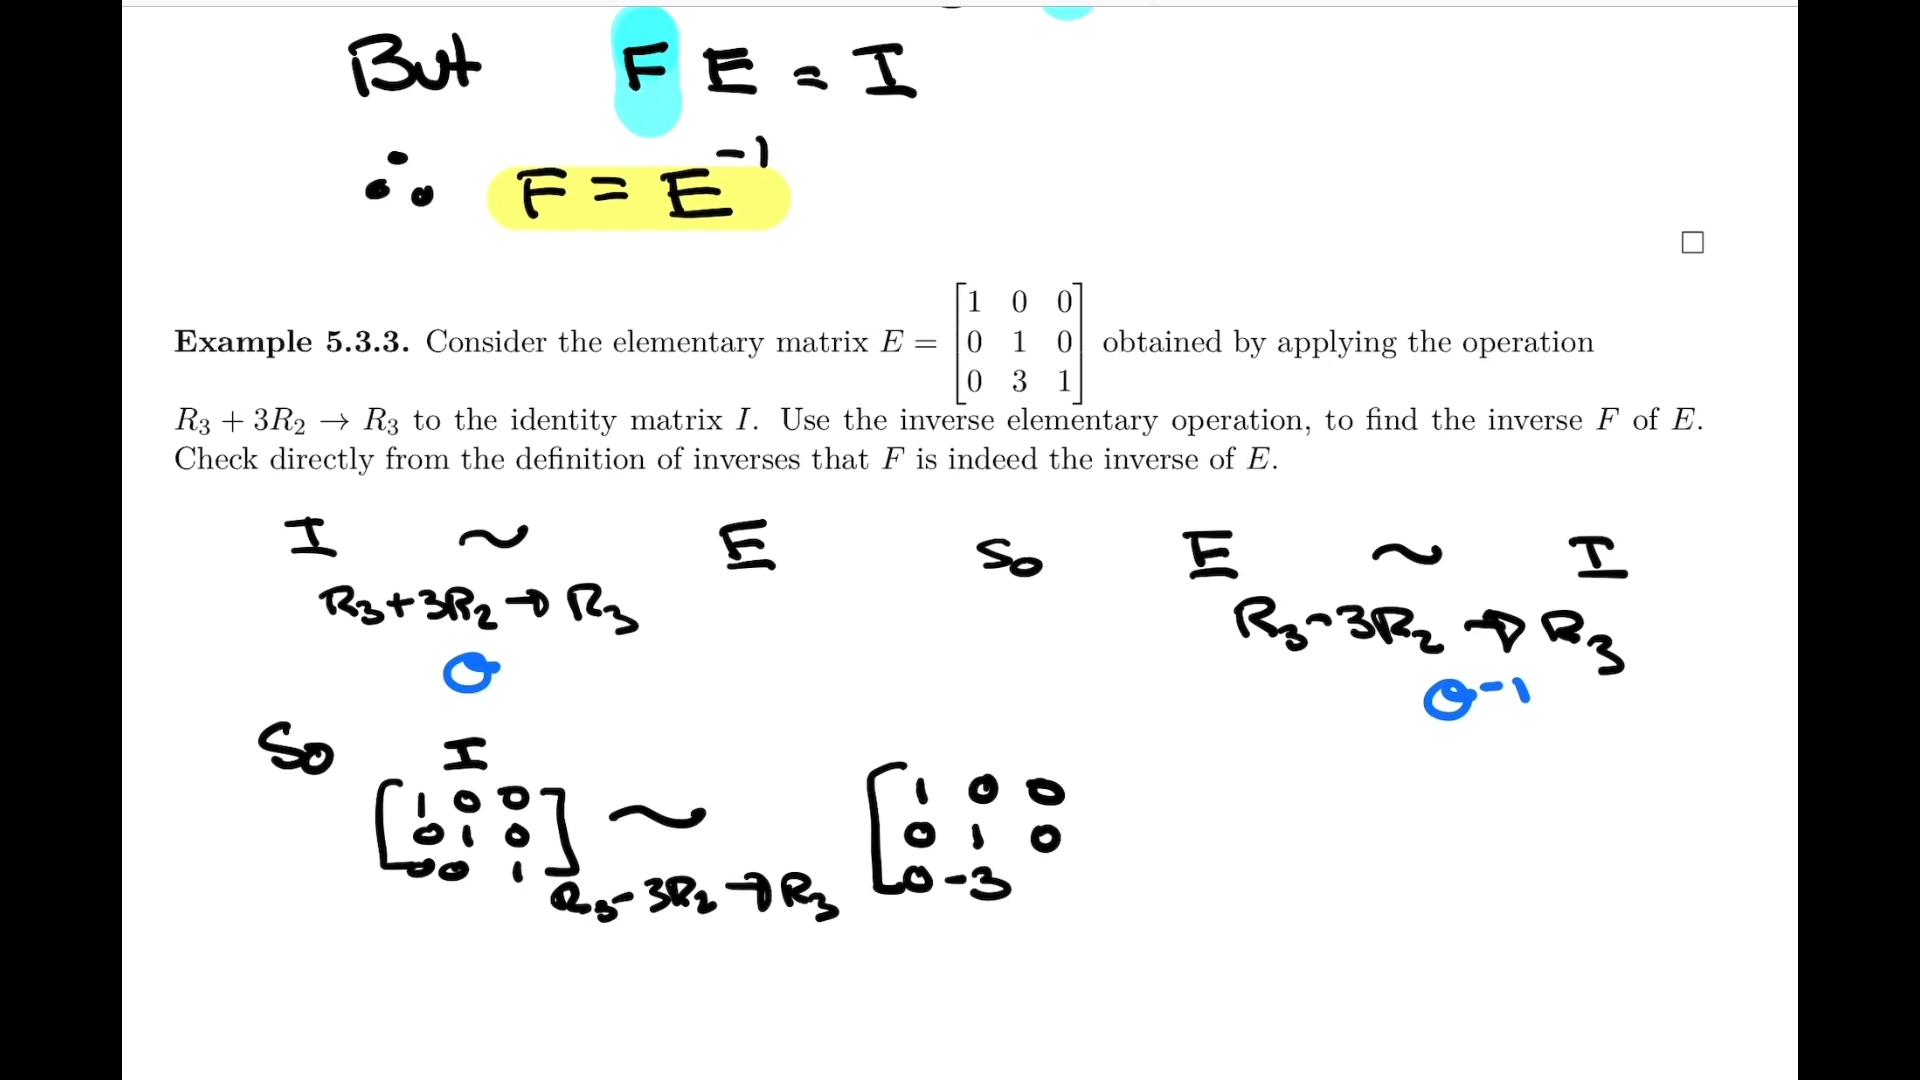 But F E = I
∴ F = E⁻¹
□
Example 5.3.3. Consider the elementary matrix E = [1 0 0; 0 1 0; 0 3 1] obtained by applying the operation
R₃ + 3R₂ → R₃ to the identity matrix I. Use the inverse elementary operation, to find the inverse F of E.
Check directly from the definition of inverses that F is indeed the inverse of E.
I ~ E So E ~ I
R₃+3R₂ → R₃ R₃-3R₂ → R₃
σ σ⁻¹
So I
[1 0 0; 0 1 0; 0 0 1] ~ [1 0 0; 0 1 0; 0 -3
R₃-3R₂ → R₃